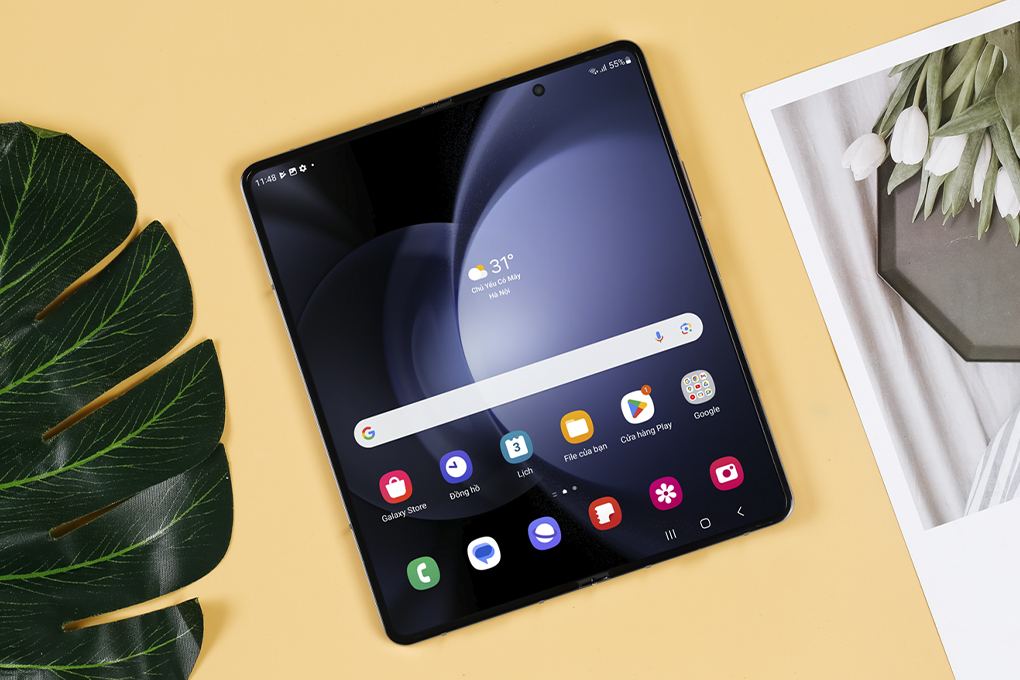 11:48
55%
31°
Chủ Yếu Có Mây
Hà Nội
G
Galaxy Store
Đồng hồ
3
Lịch
File của bạn
1
Cửa hàng Play
Google